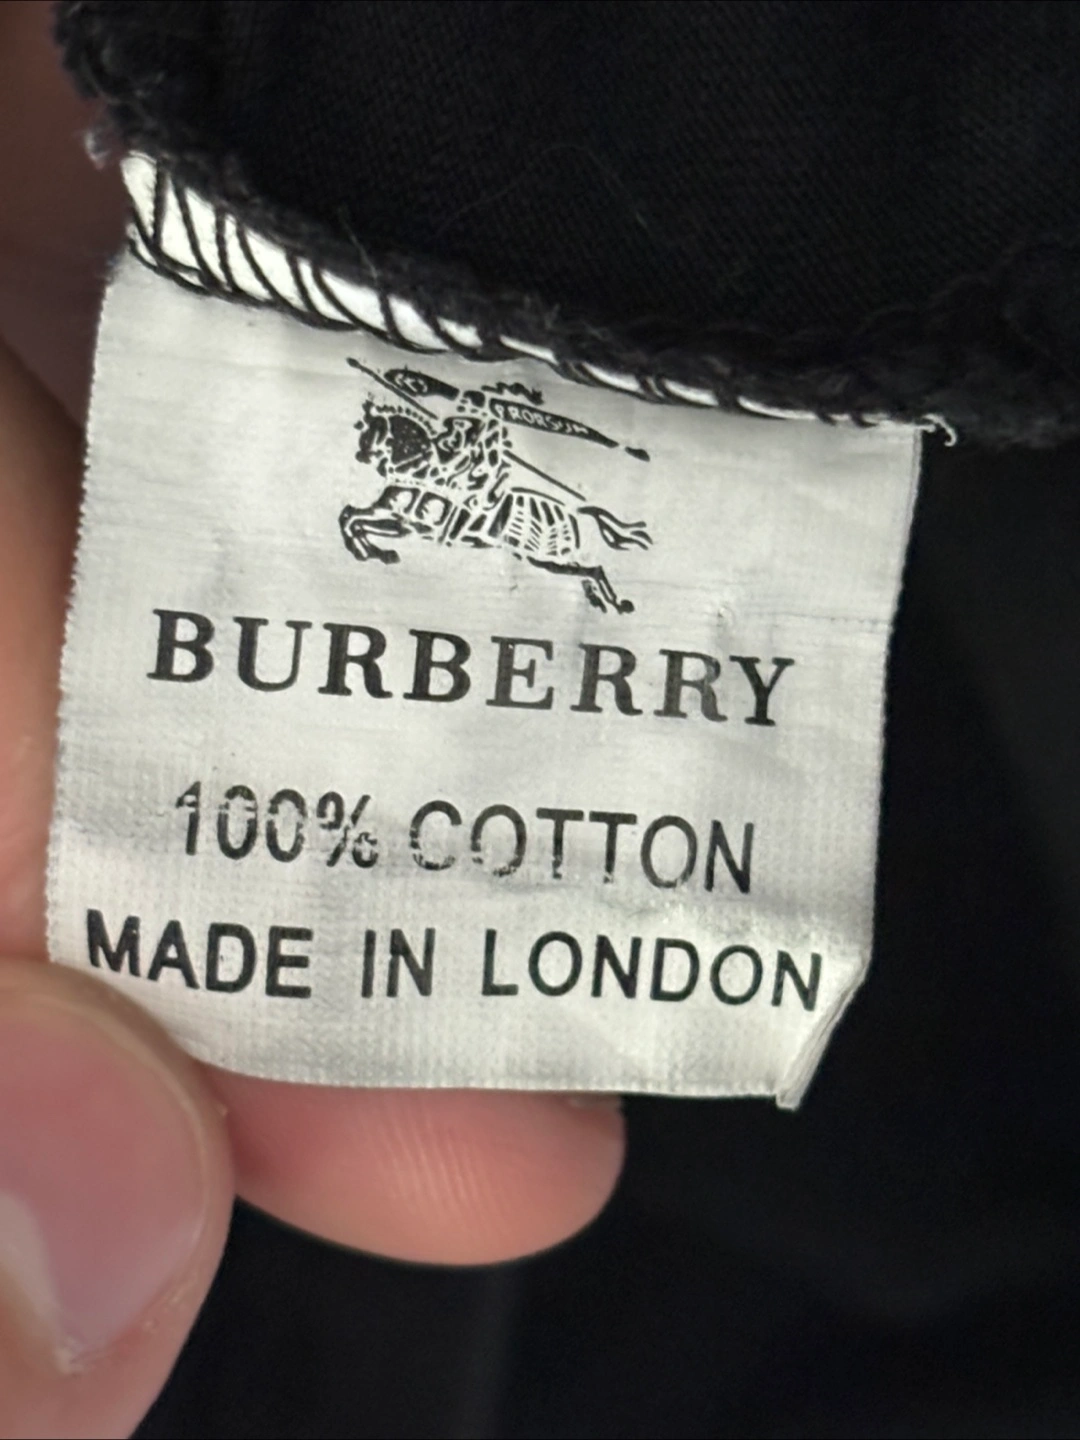 PRORSUM
BURBERRY
100% COTTON
MADE IN LONDON